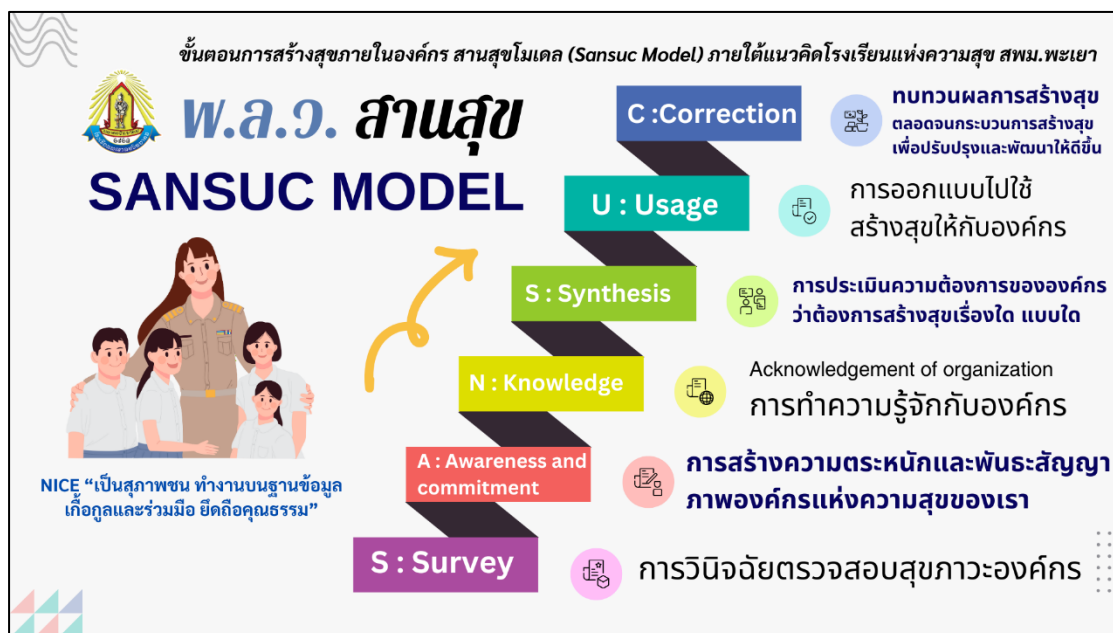 ขั้นตอนการสร้างสุขภายในองค์กร สานสุขโมเดล (Sansuc Model) ภายใต้แนวคิดโรงเรียนแห่งความสุข สพม.พะเยา
พ.ล.ว. สานสุข
SANSUC MODEL
C :Correction
ทบทวนผลการสร้างสุข
ตลอดจนกระบวนการสร้างสุข
เพื่อปรับปรุงและพัฒนาให้ดีขึ้น
U : Usage
การออกแบบไปใช้
สร้างสุขให้กับองค์กร
S : Synthesis
การประเมินความต้องการขององค์กร
ว่าต้องการสร้างสุขเรื่องใด แบบใด
N : Knowledge
Acknowledgement of organization
การทำความรู้จักกับองค์กร
A : Awareness and
commitment
การสร้างความตระหนักและพันธะสัญญา
ภาพองค์กรแห่งความสุขของเรา
S : Survey
การวินิจฉัยตรวจสอบสุขภาวะองค์กร
NICE “เป็นสุภาพชน ทำงานบนฐานข้อมูล
เกื้อกูลและร่วมมือ ยึดถือคุณธรรม”